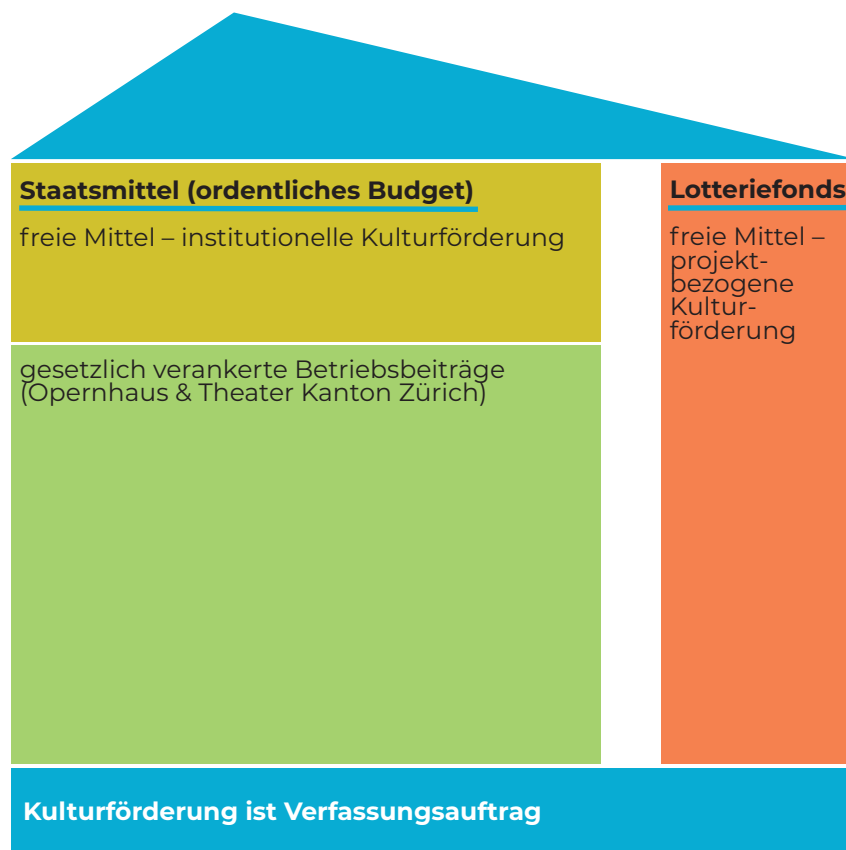 Staatsmittel (ordentliches Budget)
freie Mittel – institutionelle Kulturförderung
gesetzlich verankerte Betriebsbeiträge
(Opernhaus & Theater Kanton Zürich)
Lotteriefonds
freie Mittel –
projekt-
bezogene
Kultur-
förderung
Kulturförderung ist Verfassungsauftrag